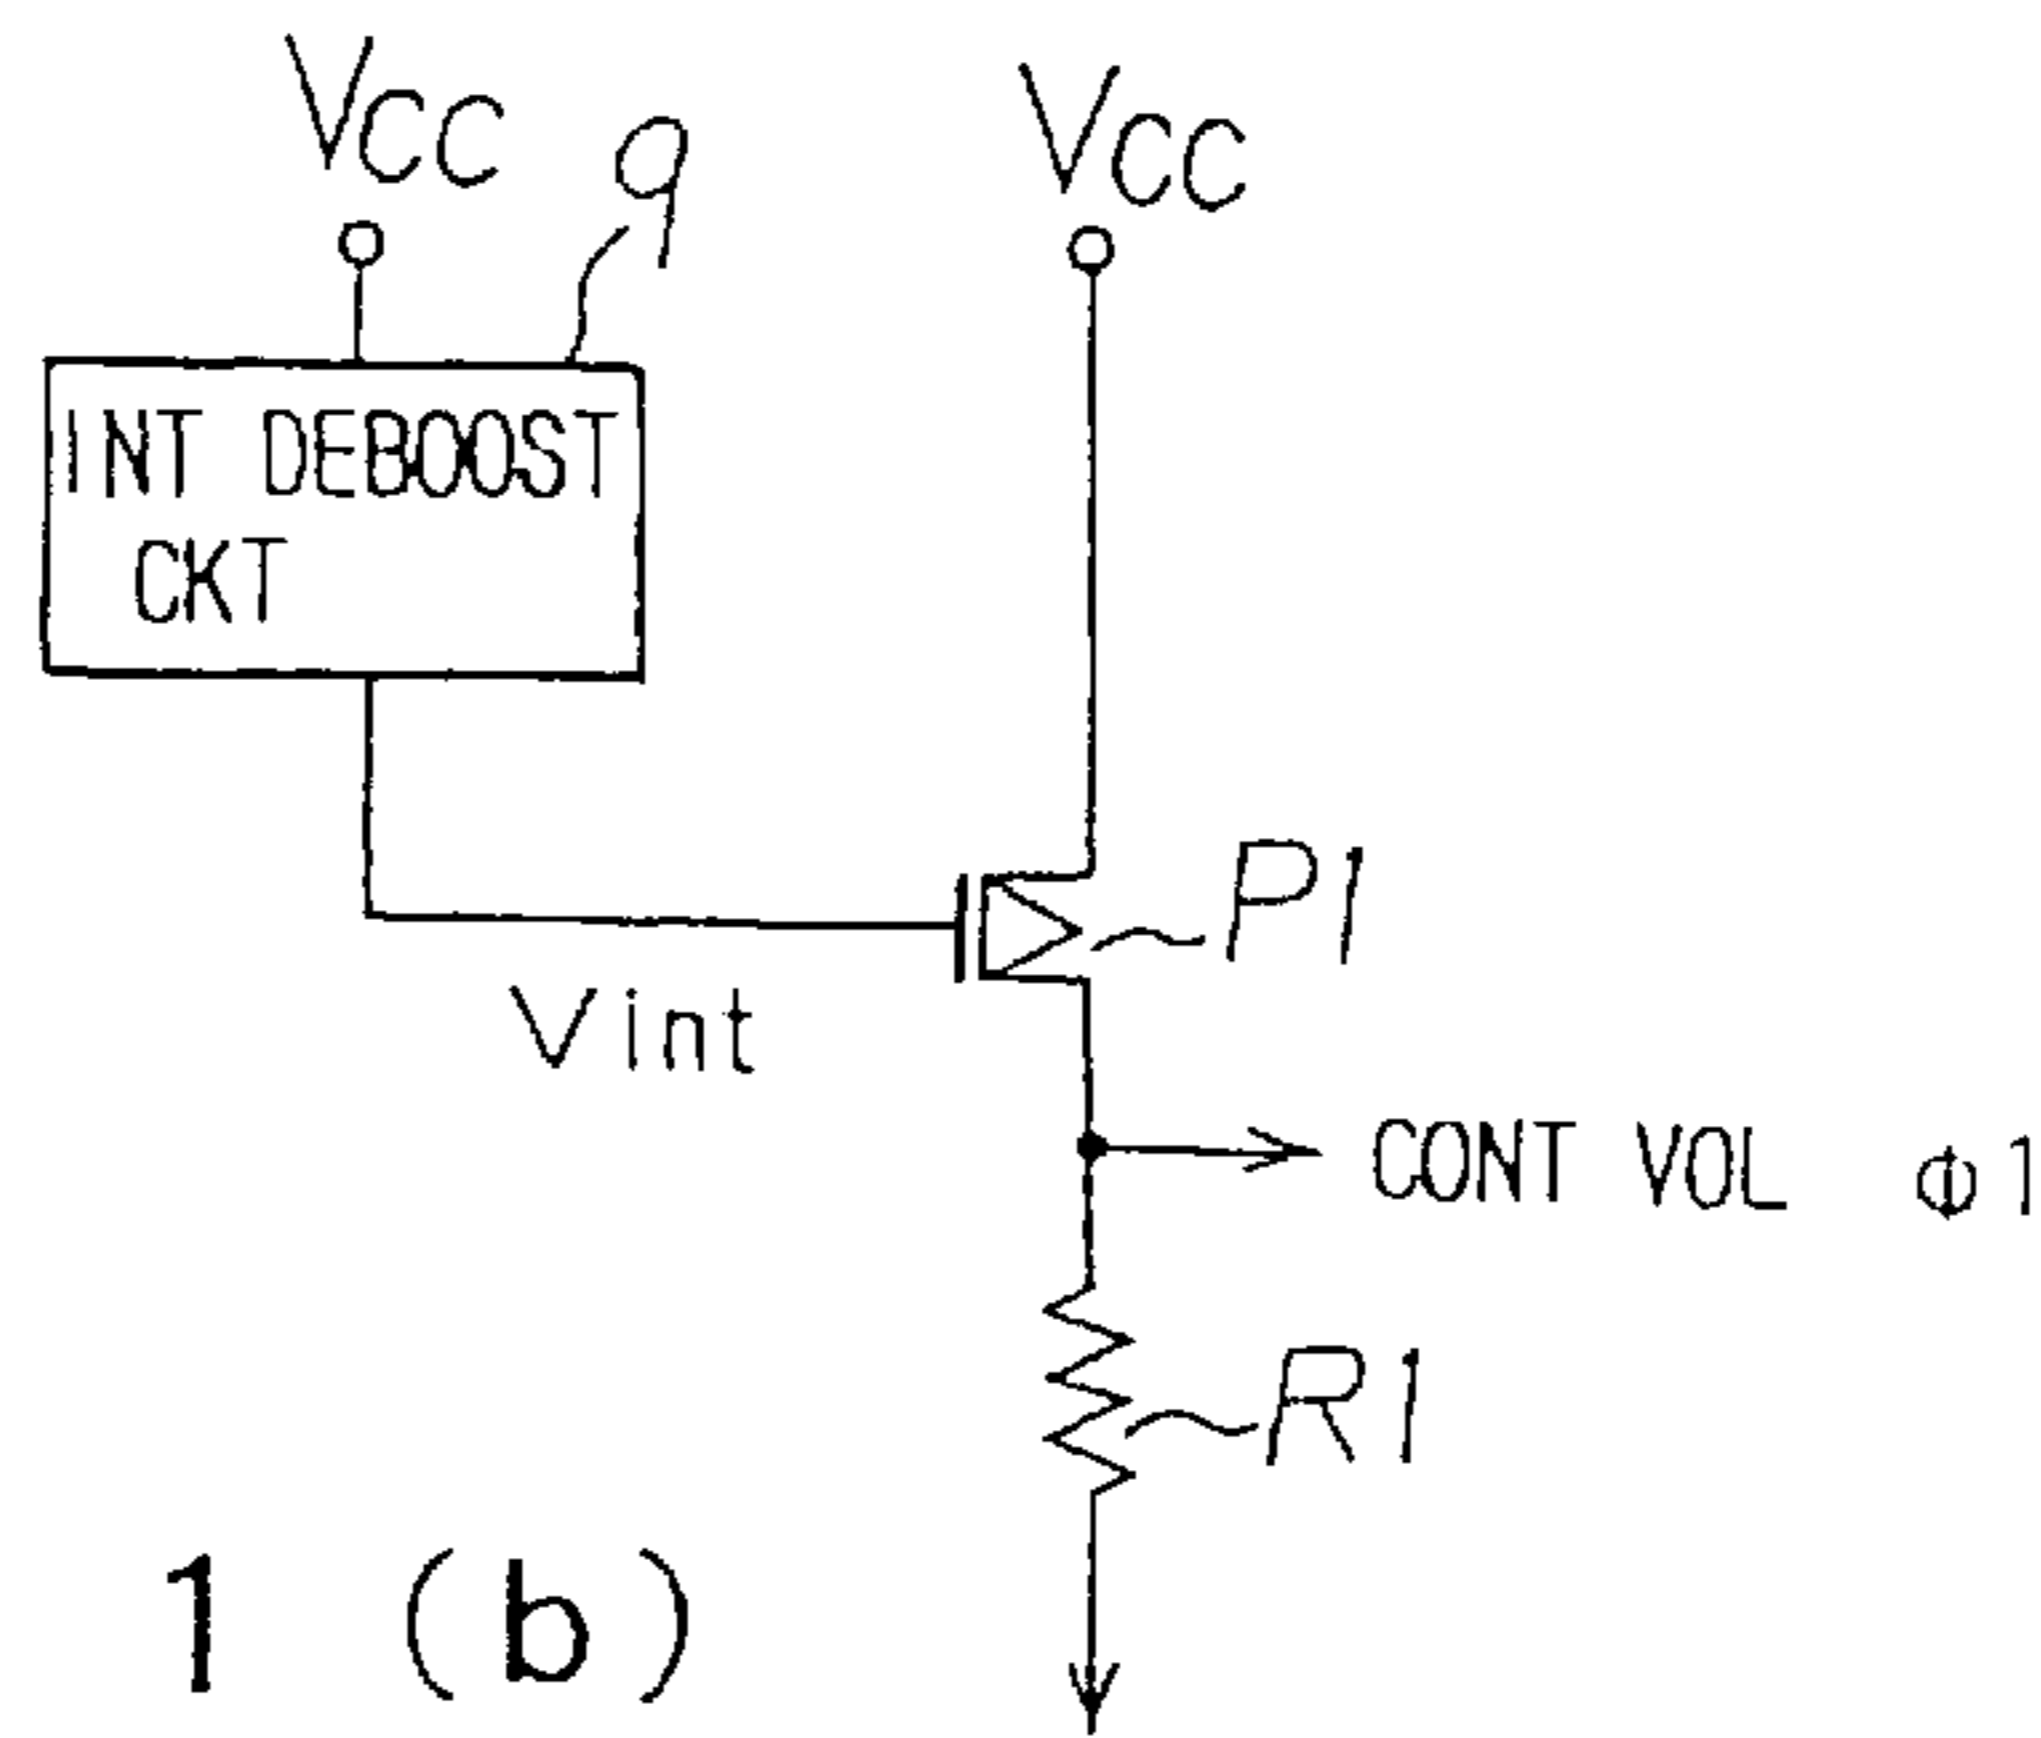 VCC
9
VCC
INT DEBOOST
CKT
P1
Vint
CONT VOL φ1
R1
1 (b)